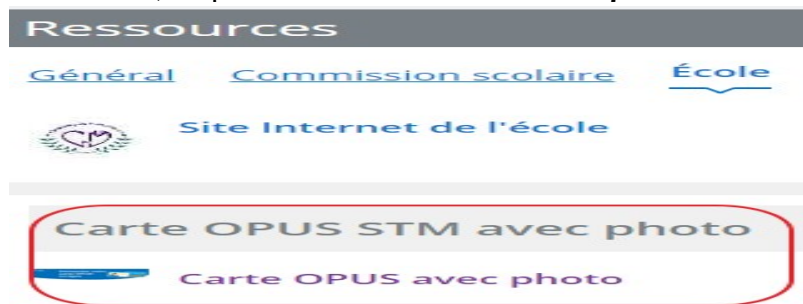 Ressources
Général Commission scolaire École
Site Internet de l'école
Carte OPUS STM avec photo
Carte OPUS avec photo